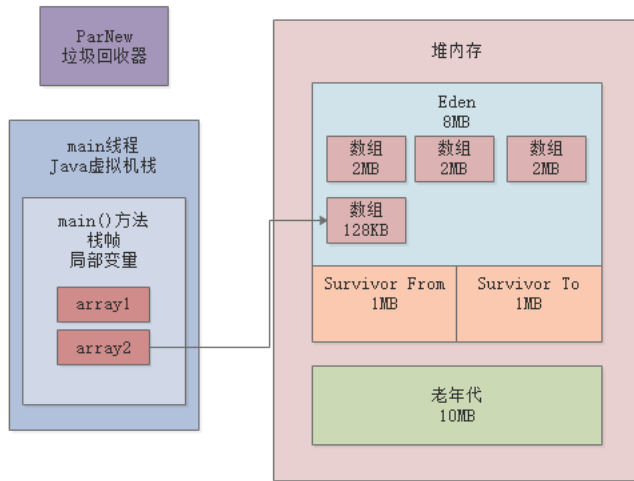 ParNew
垃圾回收器
main线程
Java虚拟机栈
main()方法
栈帧
局部变量
array1
array2
堆内存
Eden
8MB
数组
2MB
数组
2MB
数组
2MB
数组
128KB
Survivor From
1MB
Survivor To
1MB
老年代
10MB